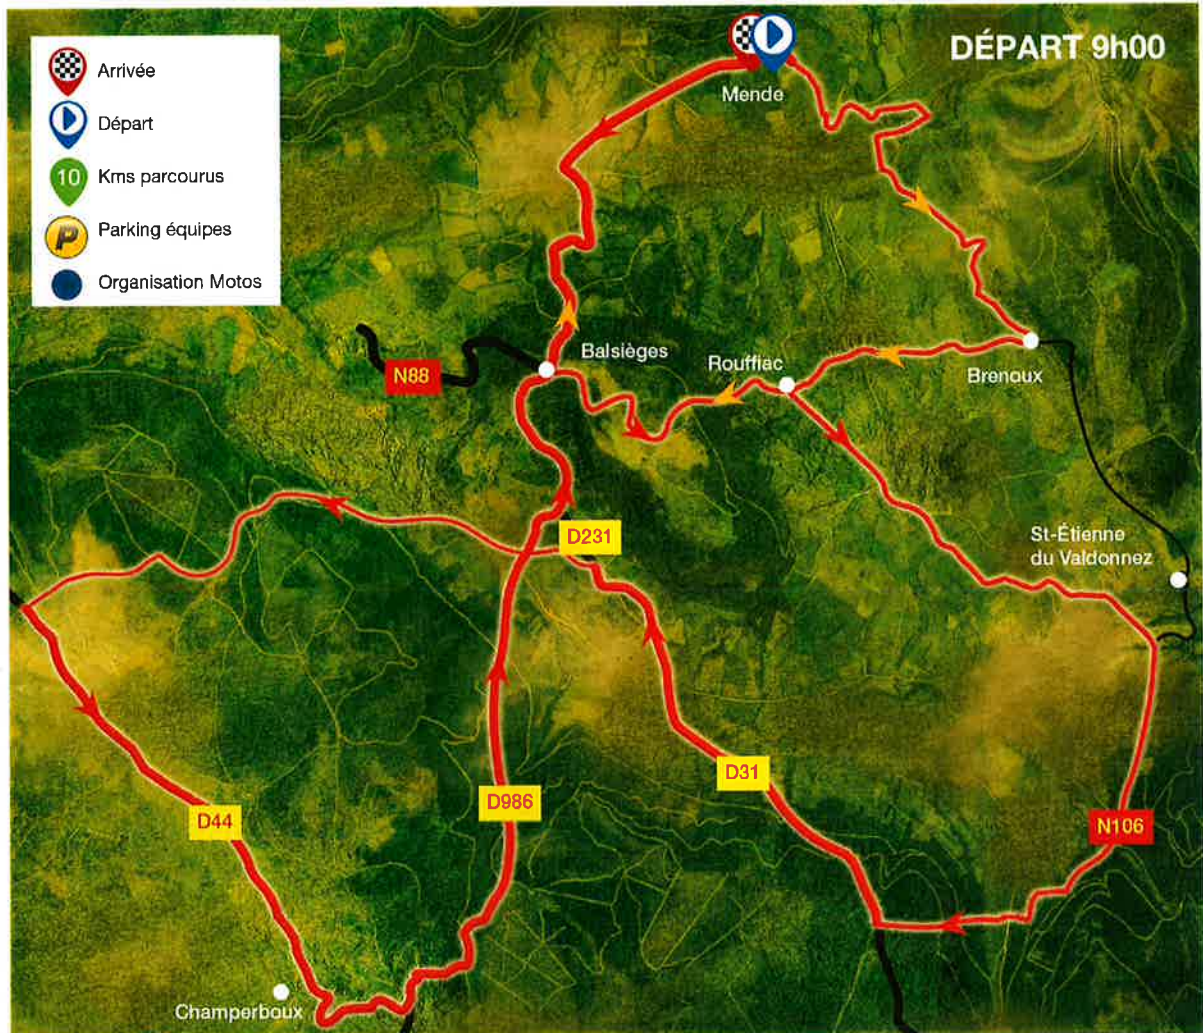 DÉPART 9h00
Arrivée
Départ
10 Kms parcourus
P Parking équipes
Organisation Motos
Mende
Balsièges
Rouffiac
Brenoux
N88
D231
St-Étienne
du Valdonnez
D31
D986
D44
N106
Champerboux